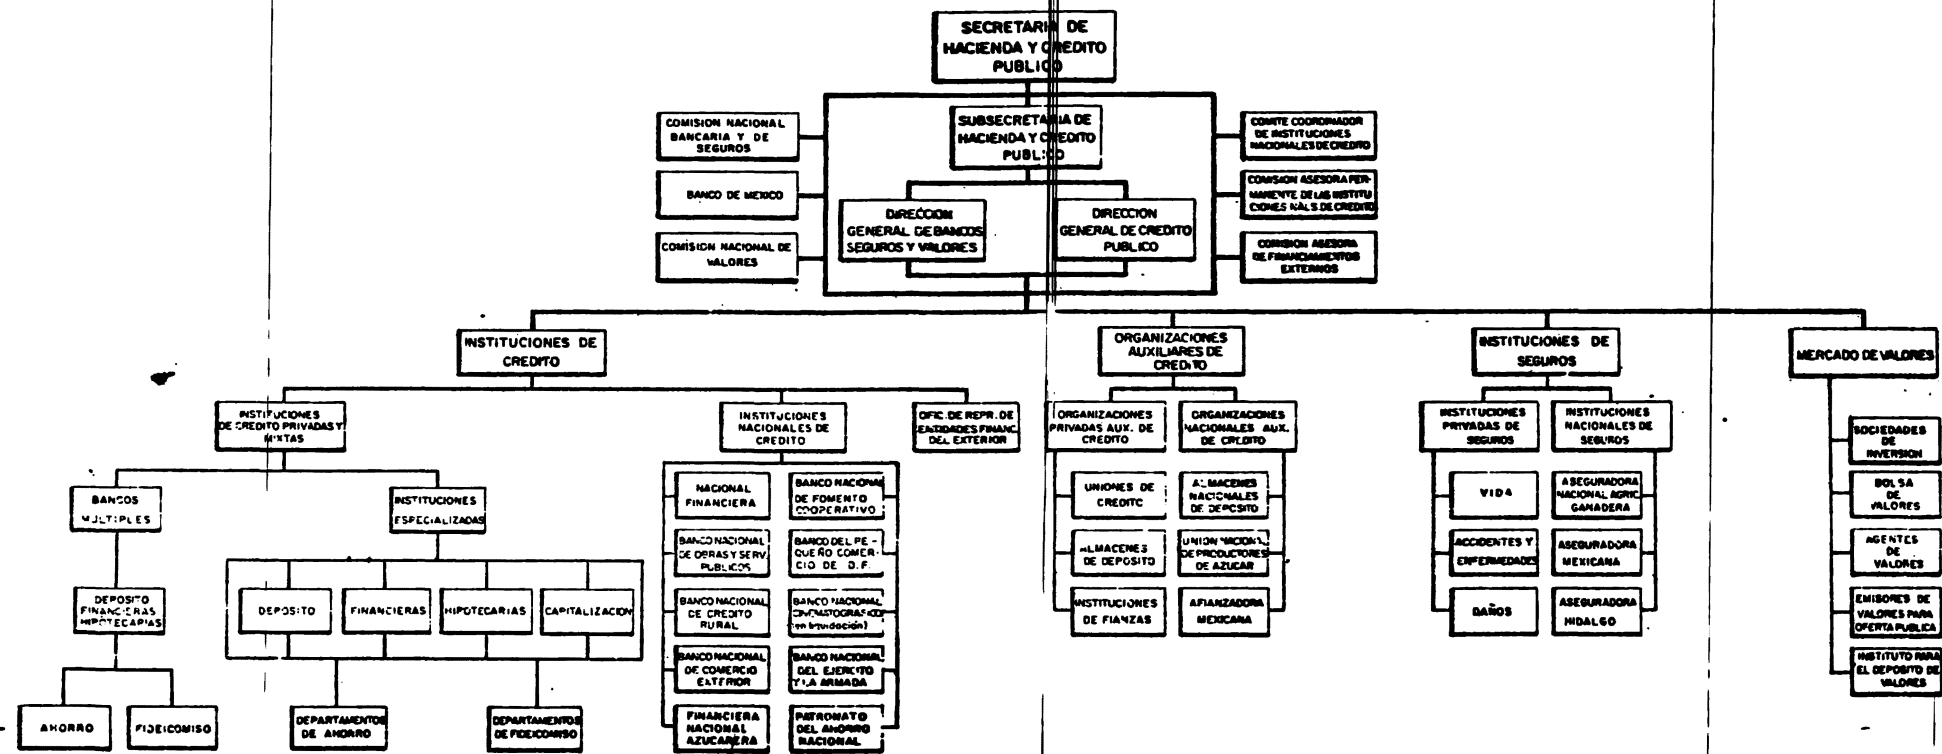 SECRETARIA DE
HACIENDA Y CREDITO
PUBLICO
COMISION NACIONAL
BANCARIA Y DE
SEGUROS
BANCO DE MEXICO
COMISION NACIONAL DE
VALORES
SUBSECRETARIA DE
HACIENDA Y CREDITO
PUBLICO
DIRECCION
GENERAL DE BANCOS
SEGUROS Y VALORES
DIRECCION
GENERAL DE CREDITO
PUBLICO
COMITE COORDINADOR
DE INSTITUCIONES
NACIONALES DE CREDITO
COMISION ASESORA PER-
MANENTE DE LAS INSTITU
CIONES NALS DE CREDITO
COMISION ASESORA
DE FINANCIAMIENTOS
EXTERNOS
INSTITUCIONES DE
CREDITO
ORGANIZACIONES
AUXILIARES DE
CREDITO
INSTITUCIONES DE
SEGUROS
MERCADO DE VALORES
INSTITUCIONES
DE CREDITO PRIVADAS Y
MIXTAS
INSTITUCIONES
NACIONALES DE
CREDITO
OFIC. DE REPR. DE
ENTIDADES FINANC.
DEL EXTERIOR
ORGANIZACIONES
PRIVADAS AUX. DE
CREDITO
ORGANIZACIONES
NACIONALES AUX.
DE CREDITO
INSTITUCIONES
PRIVADAS DE
SEGUROS
INSTITUCIONES
NACIONALES DE
SEGUROS
BANCOS
MULTIPLES
INSTITUCIONES
ESPECIALIZADAS
DEPOSITO
FINANCIERAS
HIPOTECARIAS
DEPOSITO
FINANCIERAS
HIPOTECARIAS
CAPITALIZACION
AHORRO
FIDEICOMISO
DEPARTAMENTOS
DE AHORRO
DEPARTAMENTOS
DE FIDEICOMISO
NACIONAL
FINANCIERA
BANCO NACIONAL
DE OBRAS Y SERV.
PUBLICOS
BANCO NACIONAL
DE CREDITO
RURAL
BANCO NACIONAL
DE COMERCIO
EXTERIOR
FINANCIERA
NACIONAL
AZUCARERA
BANCO NACIONAL
DE FOMENTO
COOPERATIVO
BANCO DEL PE-
QUEÑO COMER-
CIO DE D.F.
BANCO NACIONAL
CINEMATOGRAFICO
(en liquidación)
BANCO NACIONAL
DEL EJERCITO
Y LA ARMADA
PATRONATO
DEL AHORRO
NACIONAL
UNIONES DE
CREDITO
ALMACENES
DE DEPOSITO
INSTITUCIONES
DE FIANZAS
ALMACENES
NACIONALES
DE DEPOSITO
UNION NACIONAL
DE PRODUCTORES
DE AZUCAR
AFIANZADORA
MEXICANA
VIDA
ACCIDENTES Y
ENFERMEDADES
DAÑOS
ASEGURADORA
NACIONAL AGRIC.
GANADERA
ASEGURADORA
MEXICANA
ASEGURADORA
HIDALGO
SOCIEDADES
DE
INVERSION
BOLSA
DE
VALORES
AGENTES
DE
VALORES
EMISORES DE
VALORES PARA
OFERTA PUBLICA
INSTITUTO PARA
EL DEPOSITO DE
VALORES